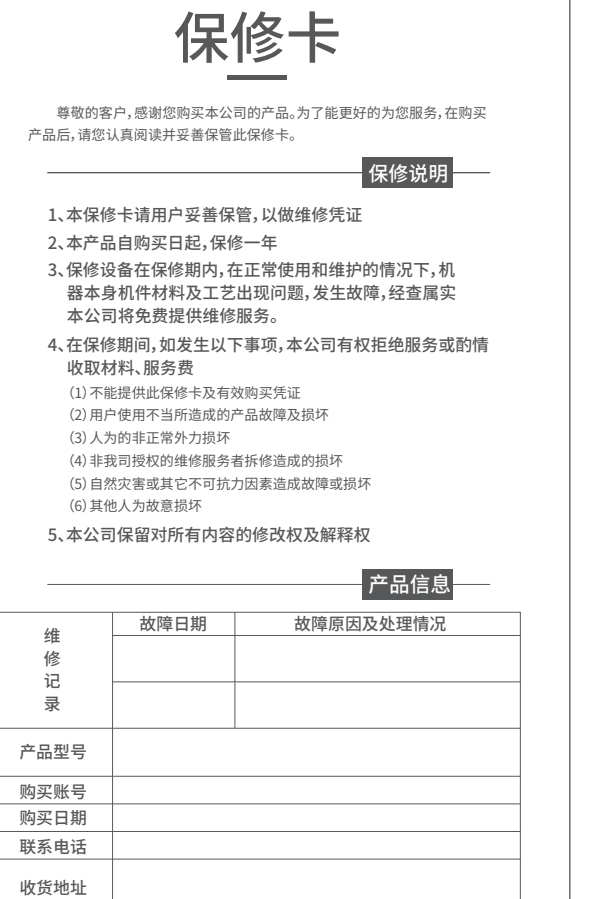 保修卡
尊敬的客户,感谢您购买本公司的产品。为了能更好的为您服务,在购买
产品后,请您认真阅读并妥善保管此保修卡。
保修说明
1、本保修卡请用户妥善保管,以做维修凭证
2、本产品自购买日起,保修一年
3、保修设备在保修期内,在正常使用和维护的情况下,机
器本身机件材料及工艺出现问题,发生故障,经查属实
本公司将免费提供维修服务。
4、在保修期间,如发生以下事项,本公司有权拒绝服务或酌情
收取材料、服务费
(1)不能提供此保修卡及有效购买凭证
(2)用户使用不当所造成的产品故障及损坏
(3)人为的非正常外力损坏
(4)非我司授权的维修服务者拆修造成的损坏
(5)自然灾害或其它不可抗力因素造成故障或损坏
(6)其他人为故意损坏
5、本公司保留对所有内容的修改权及解释权
产品信息
维修记录
故障日期 故障原因及处理情况
产品型号
购买账号
购买日期
联系电话
收货地址